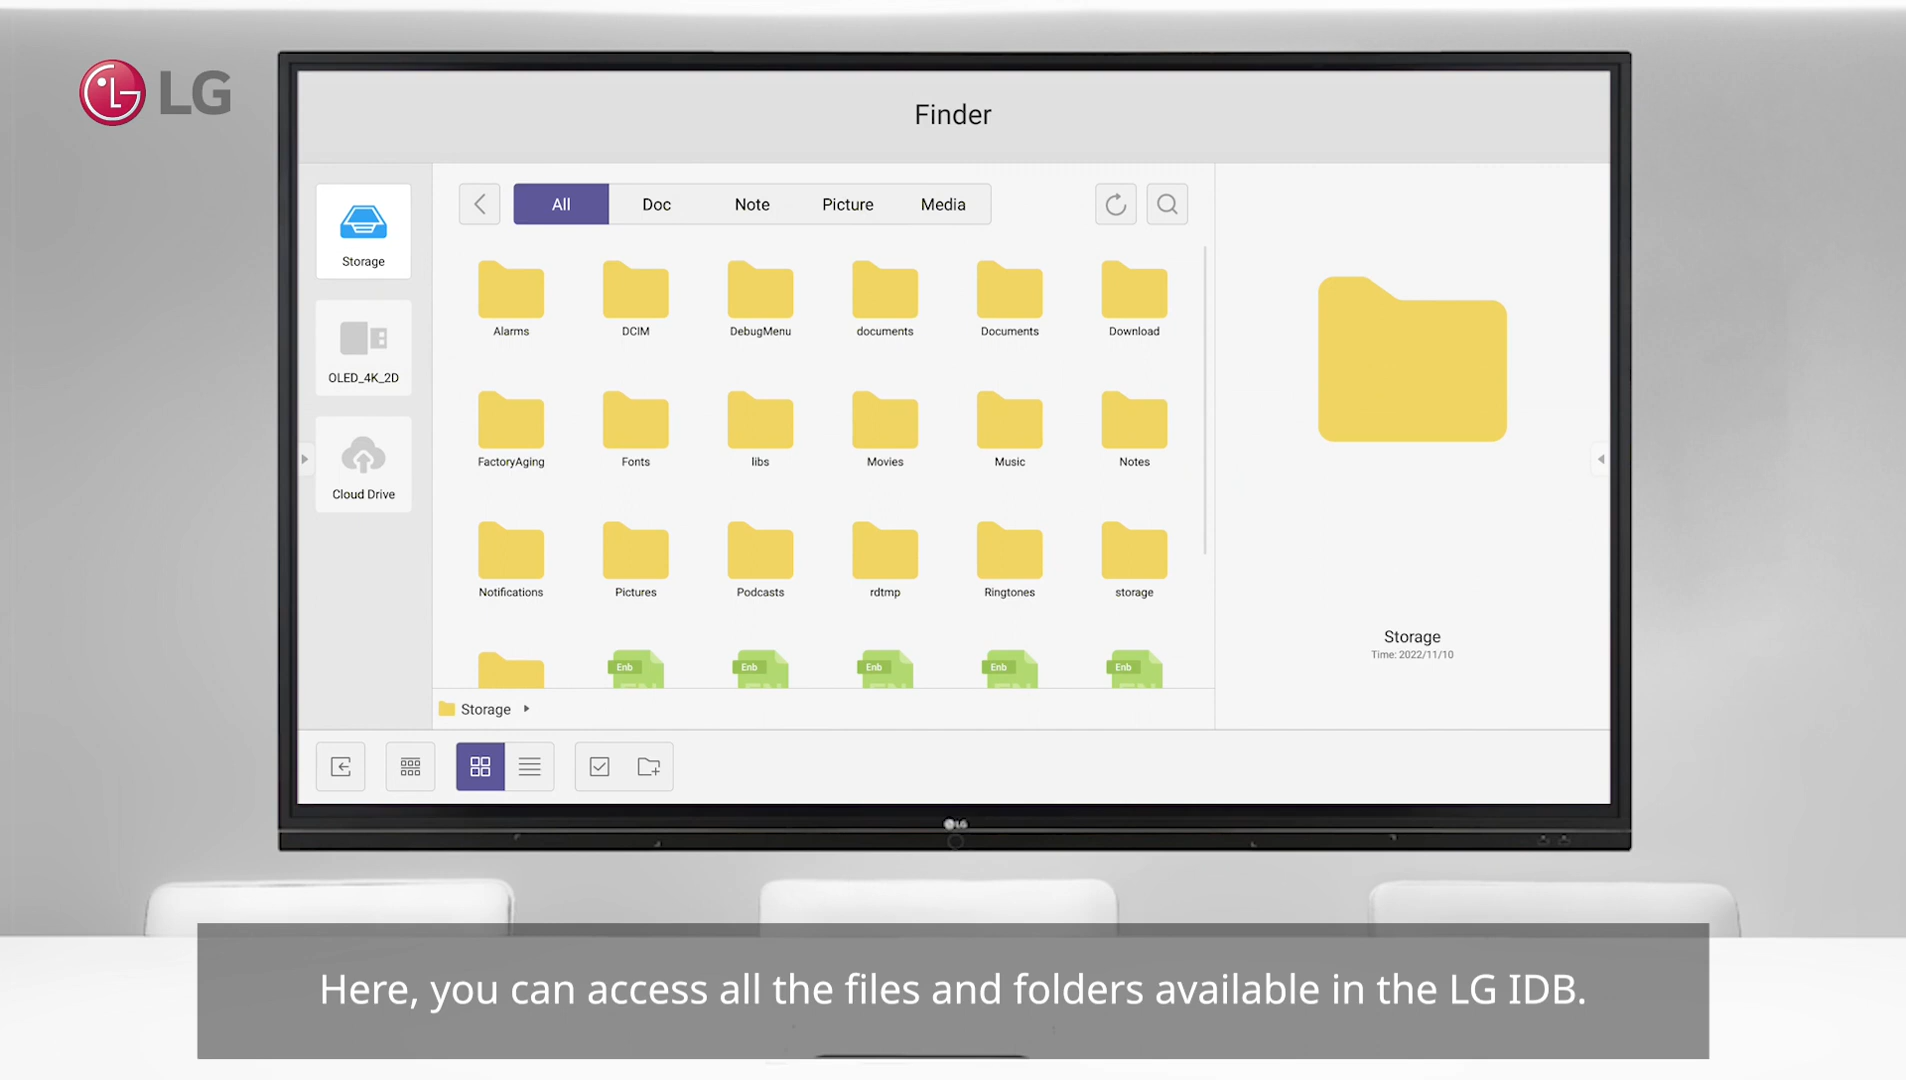 LG
Finder
All Doc Note Picture Media
Storage
OLED_4K_2D
Cloud Drive
Alarms DCIM DebugMenu documents Documents Download
FactoryAging Fonts libs Movies Music Notes
Notifications Pictures Podcasts rdtmp Ringtones storage
Enb Enb Enb Enb Enb
Storage
Storage
Time: 2022/11/10
LG
Here, you can access all the files and folders available in the LG IDB.